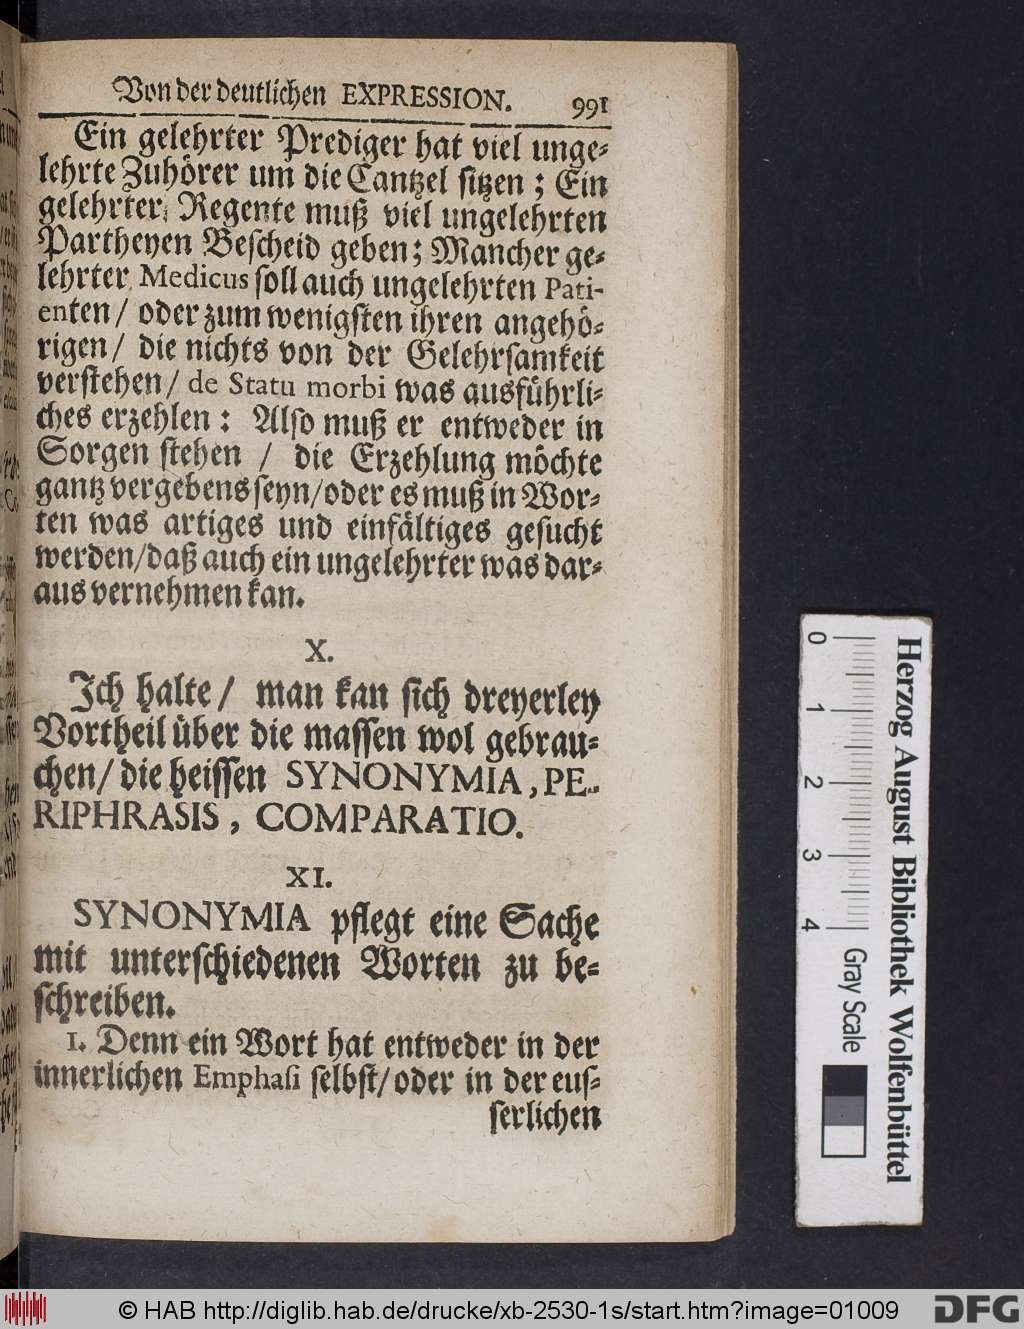 Von der deutlichen EXPRESSION. 991
Ein gelehrter Prediger hat viel unge-
lehrte Zuhörer um die Cantzel sitzen; Ein
gelehrter Regente muß viel ungelehrten
Partheyen Bescheid geben; Mancher ge-
lehrter Medicus soll auch ungelehrten Pati-
enten / oder zum wenigsten ihren angehö-
rigen / die nichts von der Gelehrsamkeit
verstehen / de Statu morbi was ausführli-
ches erzehlen: Also muß er entweder in
Sorgen stehen / die Erzehlung möchte
gantz vergebens seyn/oder es muß in Wor-
ten was artiges und einfältiges gesucht
werden/daß auch ein ungelehrter was dar-
aus vernehmen kan.
X.
Ich halte / man kan sich dreyerley
Vortheil über die massen wol gebrau-
chen/ die heissen SYNONYMIA, PE-
RIPHRASIS, COMPARATIO.
XI.
SYNONYMIA pflegt eine Sache
mit unterschiedenen Worten zu be-
schreiben.
1. Denn ein Wort hat entweder in der
innerlichen Emphasi selbst/oder in der eus-
serlichen
0 1 2 3 4 Gray Scale
Herzog August Bibliothek Wolfenbüttel
© HAB http://diglib.hab.de/drucke/xb-2530-1s/start.htm?image=01009
DFG